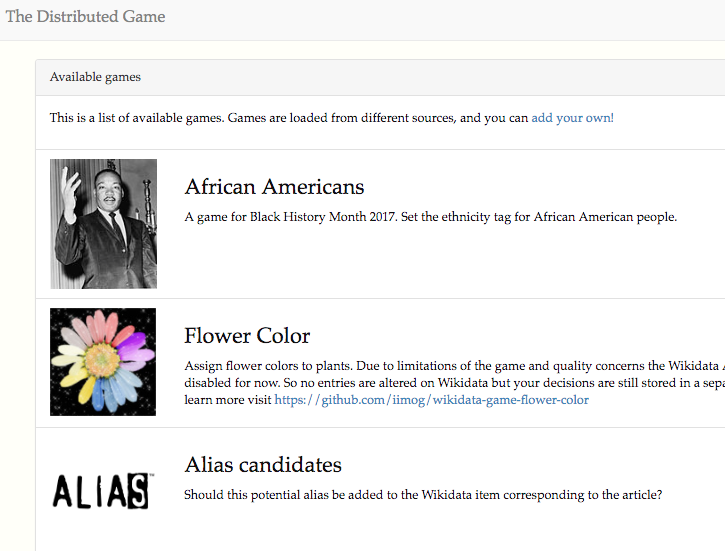 The Distributed Game
Available games
This is a list of available games. Games are loaded from different sources, and you can add your own!
African Americans
A game for Black History Month 2017. Set the ethnicity tag for African American people.
Flower Color
Assign flower colors to plants. Due to limitations of the game and quality concerns the Wikidata
disabled for now. So no entries are altered on Wikidata but your decisions are still stored in a
learn more visit https://github.com/iimog/wikidata-game-flower-color
ALIAS
Alias candidates
Should this potential alias be added to the Wikidata item corresponding to the article?